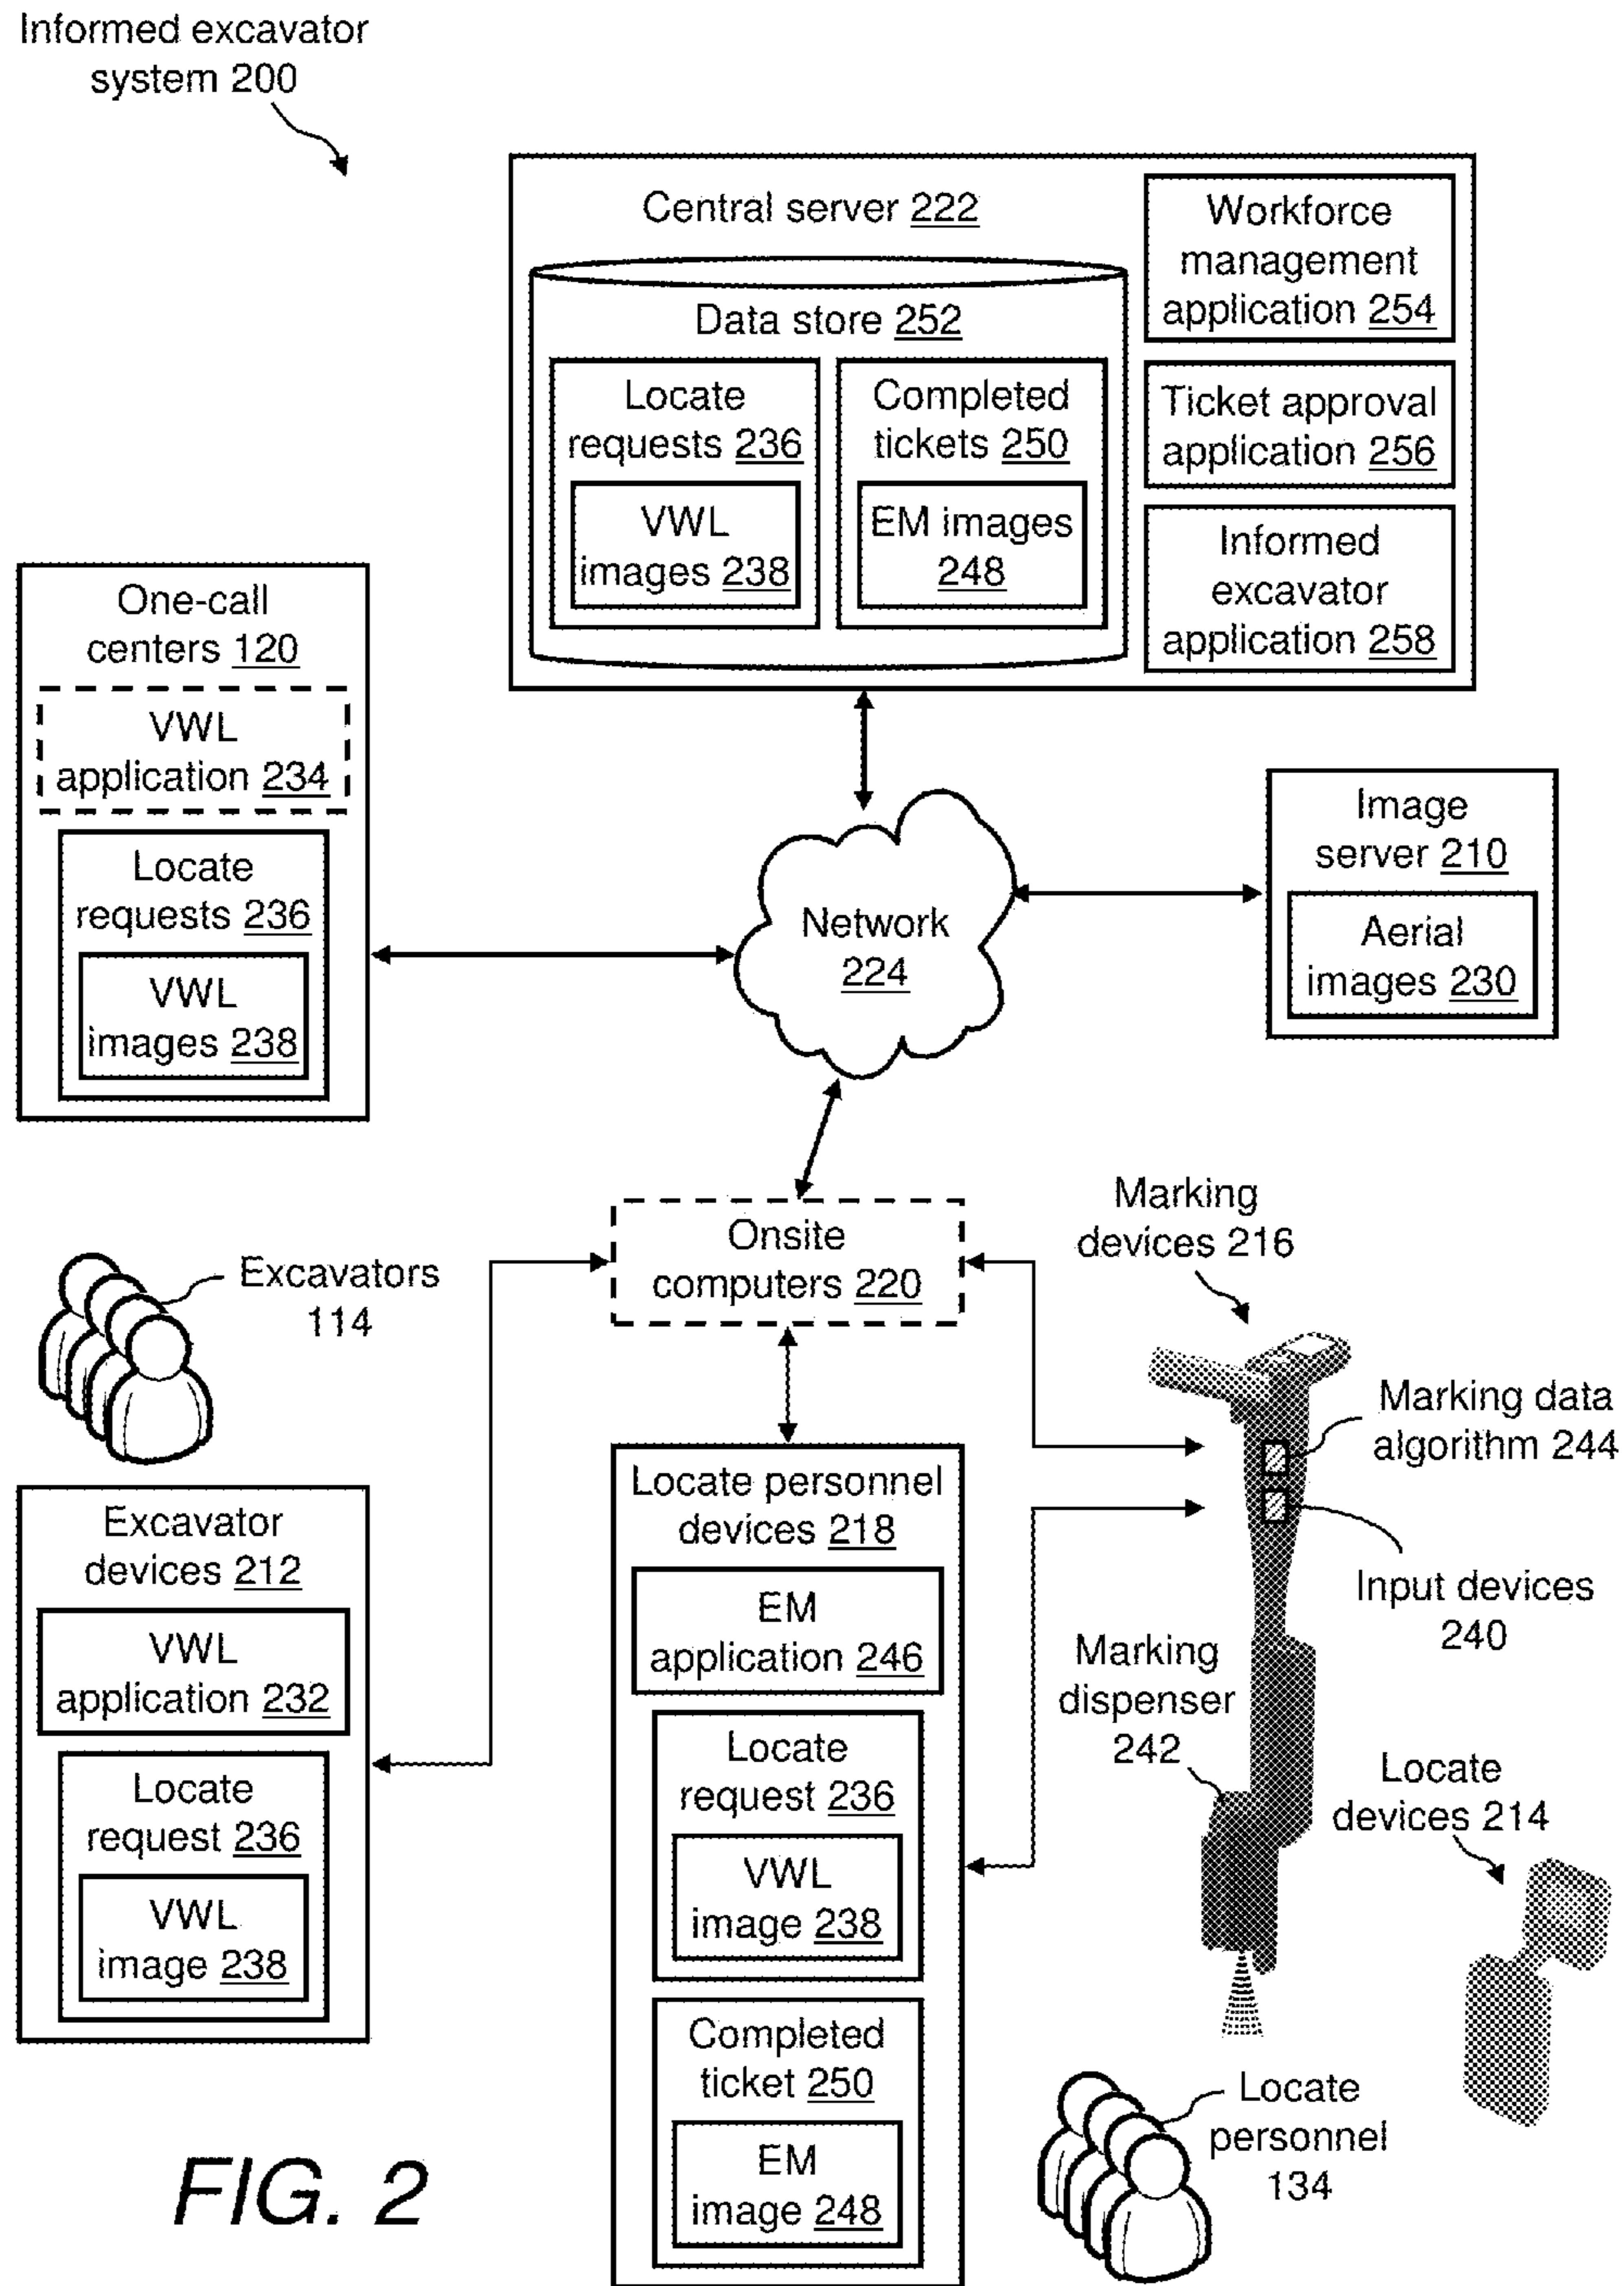 Informed excavator
system 200
Central server 222
Data store 252
Locate
requests 236
VWL
images 238
Completed
tickets 250
EM images
248
Workforce
management
application 254
Ticket approval
application 256
Informed
excavator
application 258
One-call
centers 120
VWL
application 234
Locate
requests 236
VWL
images 238
Network
224
Image
server 210
Aerial
images 230
Onsite
computers 220
Excavators
114
Excavator
devices 212
VWL
application 232
Locate
request 236
VWL
image 238
Locate personnel
devices 218
EM
application 246
Locate
request 236
VWL
image 238
Completed
ticket 250
EM
image 248
Marking
devices 216
Marking data
algorithm 244
Input devices
240
Marking
dispenser
242
Locate
devices 214
Locate
personnel
134
FIG. 2